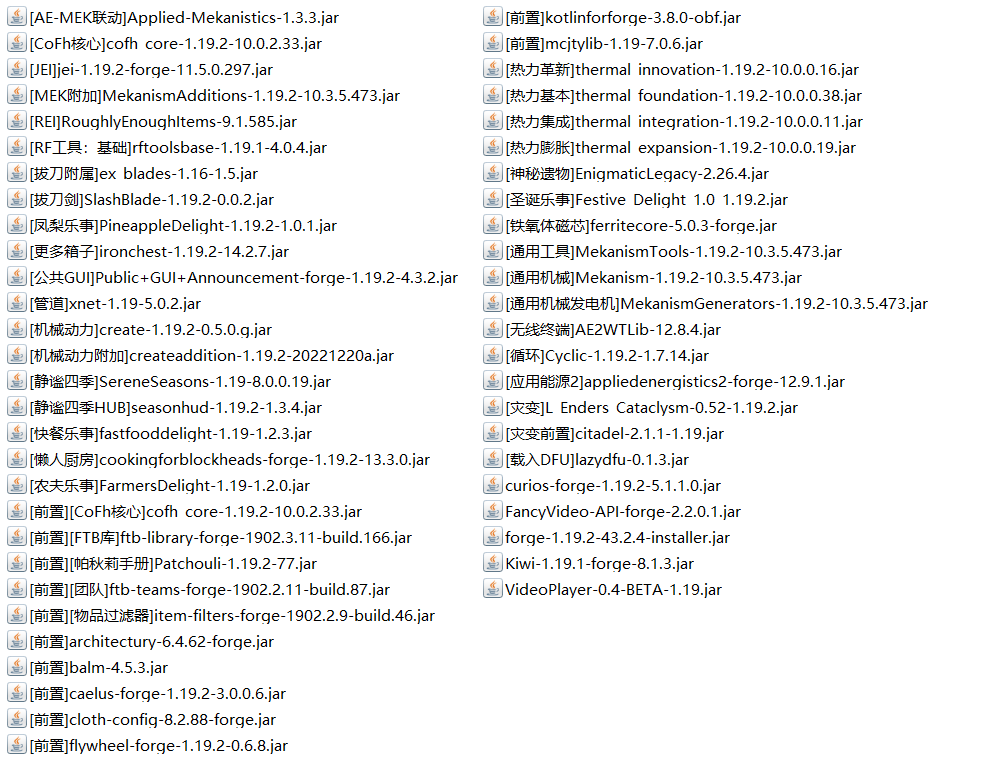 [AE-MEK联动]Applied-Mekanistics-1.3.3.jar
[CoFh核心]cofh_core-1.19.2-10.0.2.33.jar
[JEI]jei-1.19.2-forge-11.5.0.297.jar
[MEK附加]MekanismAdditions-1.19.2-10.3.5.473.jar
[REI]RoughlyEnoughItems-9.1.585.jar
[RF工具：基础]rftoolsbase-1.19.1-4.0.4.jar
[拔刀附属]ex_blades-1.16-1.5.jar
[拔刀剑]SlashBlade-1.19.2-0.0.2.jar
[凤梨乐事]PineappleDelight-1.19.2-1.0.1.jar
[更多箱子]ironchest-1.19.2-14.2.7.jar
[公共GUI]Public+GUI+Announcement-forge-1.19.2-4.3.2.jar
[管道]xnet-1.19-5.0.2.jar
[机械动力]create-1.19.2-0.5.0.g.jar
[机械动力附加]createaddition-1.19.2-20221220a.jar
[静谧四季]SereneSeasons-1.19-8.0.0.19.jar
[静谧四季HUB]seasonhud-1.19.2-1.3.4.jar
[快餐乐事]fastfooddelight-1.19-1.2.3.jar
[懒人厨房]cookingforblockheads-forge-1.19.2-13.3.0.jar
[农夫乐事]FarmersDelight-1.19-1.2.0.jar
[前置][CoFh核心]cofh_core-1.19.2-10.0.2.33.jar
[前置][FTB库]ftb-library-forge-1902.3.11-build.166.jar
[前置][帕秋莉手册]Patchouli-1.19.2-77.jar
[前置][团队]ftb-teams-forge-1902.2.11-build.87.jar
[前置][物品过滤器]item-filters-forge-1902.2.9-build.46.jar
[前置]architectury-6.4.62-forge.jar
[前置]balm-4.5.3.jar
[前置]caelus-forge-1.19.2-3.0.0.6.jar
[前置]cloth-config-8.2.88-forge.jar
[前置]flywheel-forge-1.19.2-0.6.8.jar
[前置]kotlinforforge-3.8.0-obf.jar
[前置]mcjtylib-1.19-7.0.6.jar
[热力革新]thermal_innovation-1.19.2-10.0.0.16.jar
[热力基本]thermal_foundation-1.19.2-10.0.0.38.jar
[热力集成]thermal_integration-1.19.2-10.0.0.11.jar
[热力膨胀]thermal_expansion-1.19.2-10.0.0.19.jar
[神秘遗物]EnigmaticLegacy-2.26.4.jar
[圣诞乐事]Festive_Delight_1.0_1.19.2.jar
[铁氧体磁芯]ferritecore-5.0.3-forge.jar
[通用工具]MekanismTools-1.19.2-10.3.5.473.jar
[通用机械]Mekanism-1.19.2-10.3.5.473.jar
[通用机械发电机]MekanismGenerators-1.19.2-10.3.5.473.jar
[无线终端]AE2WTLib-12.8.4.jar
[循环]Cyclic-1.19.2-1.7.14.jar
[应用能源2]appliedenergistics2-forge-12.9.1.jar
[灾变]L_Enders_Cataclysm-0.52-1.19.2.jar
[灾变前置]citadel-2.1.1-1.19.jar
[载入DFU]lazydfu-0.1.3.jar
curios-forge-1.19.2-5.1.1.0.jar
FancyVideo-API-forge-2.2.0.1.jar
forge-1.19.2-43.2.4-installer.jar
Kiwi-1.19.1-forge-8.1.3.jar
VideoPlayer-0.4-BETA-1.19.jar